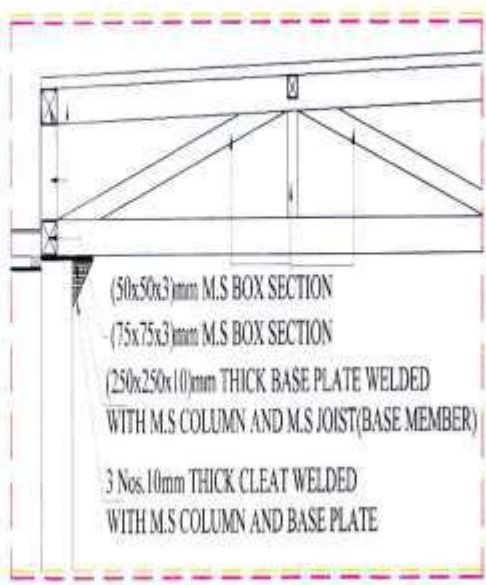 (50x50x3)mm M.S BOX SECTION
(75x75x3)mm M.S BOX SECTION
(250x250x10)mm THICK BASE PLATE WELDED
WITH M.S COLUMN AND M.S JOIST(BASE MEMBER)
3 Nos.10mm THICK CLEAT WELDED
WITH M.S COLUMN AND BASE PLATE